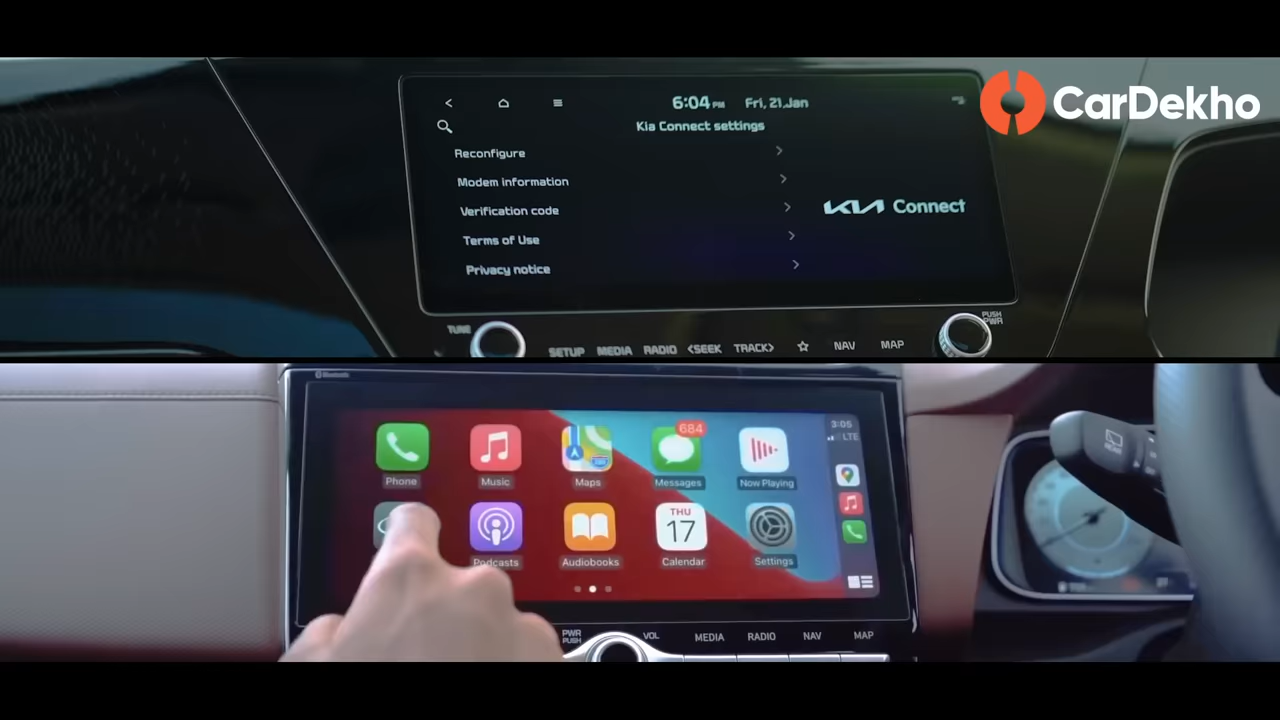 CarDekho
6:04 PM Fri, 21.Jan
Kia Connect settings
Reconfigure
Modem information
Verification code
Terms of Use
Privacy notice
KIA Connect
TUNE
PUSH
PWR
SETUP MEDIA RADIO <SEEK TRACK> NAV MAP
Bluetooth
684
3:05
LTE
Phone Music Maps Messages Now Playing
THU
17
Podcasts Audiobooks Calendar Settings
REAR
PWR
PUSH
VOL MEDIA RADIO NAV MAP